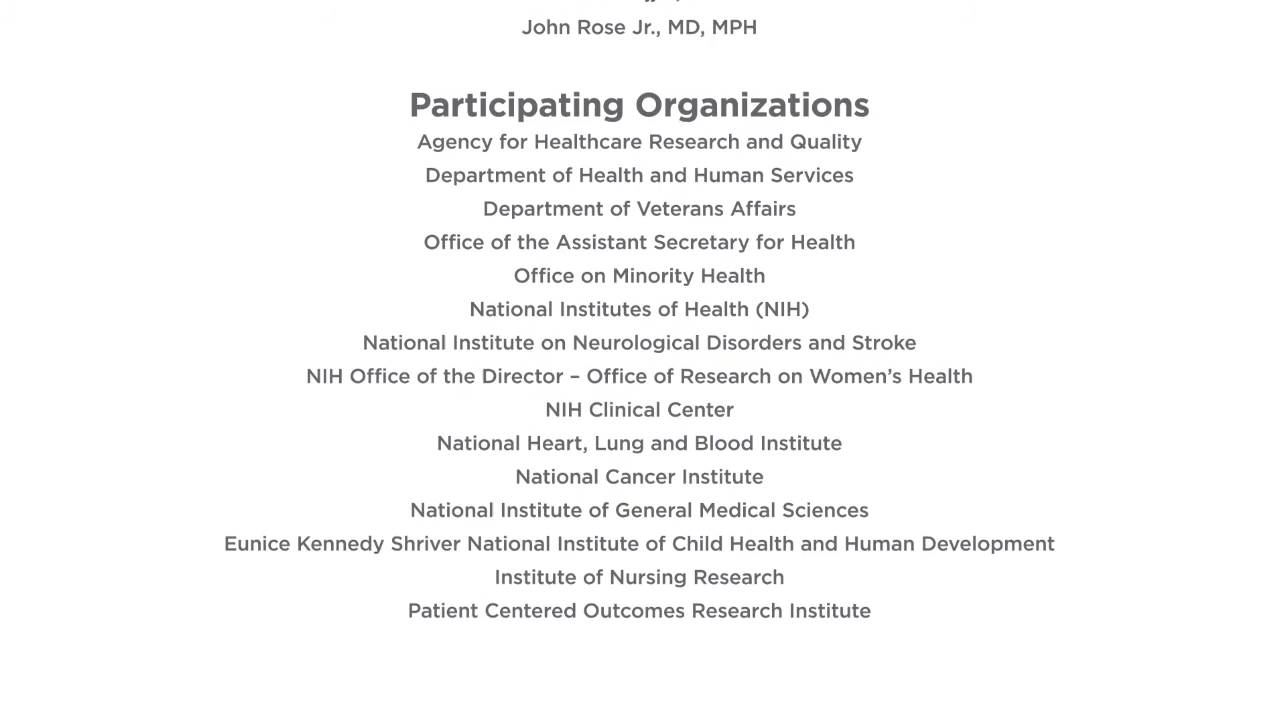 John Rose Jr., MD, MPH
Participating Organizations
Agency for Healthcare Research and Quality
Department of Health and Human Services
Department of Veterans Affairs
Office of the Assistant Secretary for Health
Office on Minority Health
National Institutes of Health (NIH)
National Institute on Neurological Disorders and Stroke
NIH Office of the Director – Office of Research on Women’s Health
NIH Clinical Center
National Heart, Lung and Blood Institute
National Cancer Institute
National Institute of General Medical Sciences
Eunice Kennedy Shriver National Institute of Child Health and Human Development
Institute of Nursing Research
Patient Centered Outcomes Research Institute